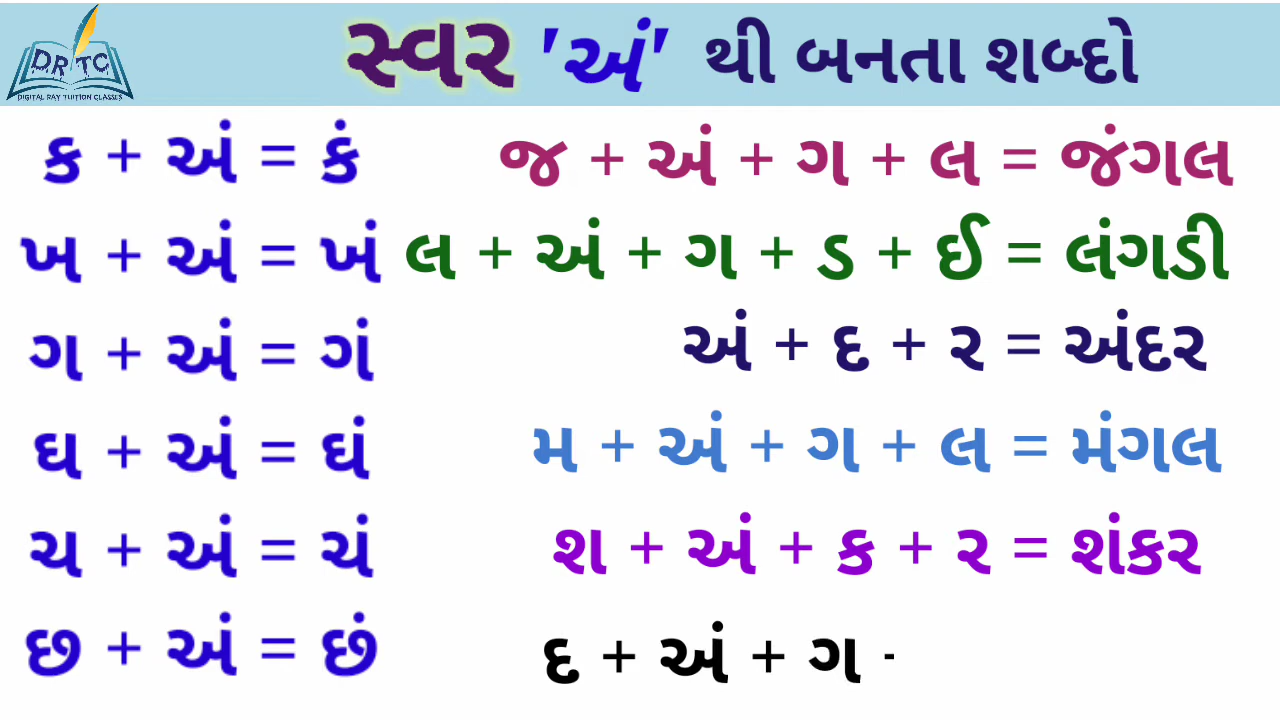 DR TC
DIGITAL RAY TUITION CLASSES
સ્વર 'અં' થી બનતા શબ્દો
ક + અં = કં
ખ + અં = ખં
ગ + અં = ગં
ઘ + અં = ઘં
ચ + અં = ચં
છ + અં = છં
જ + અં + ગ + લ = જંગલ
લ + અં + ગ + ડ + ઈ = લંગડી
અં + દ + ર = અંદર
મ + અં + ગ + લ = મંગલ
શ + અં + ક + ર = શંકર
દ + અં + ગ -